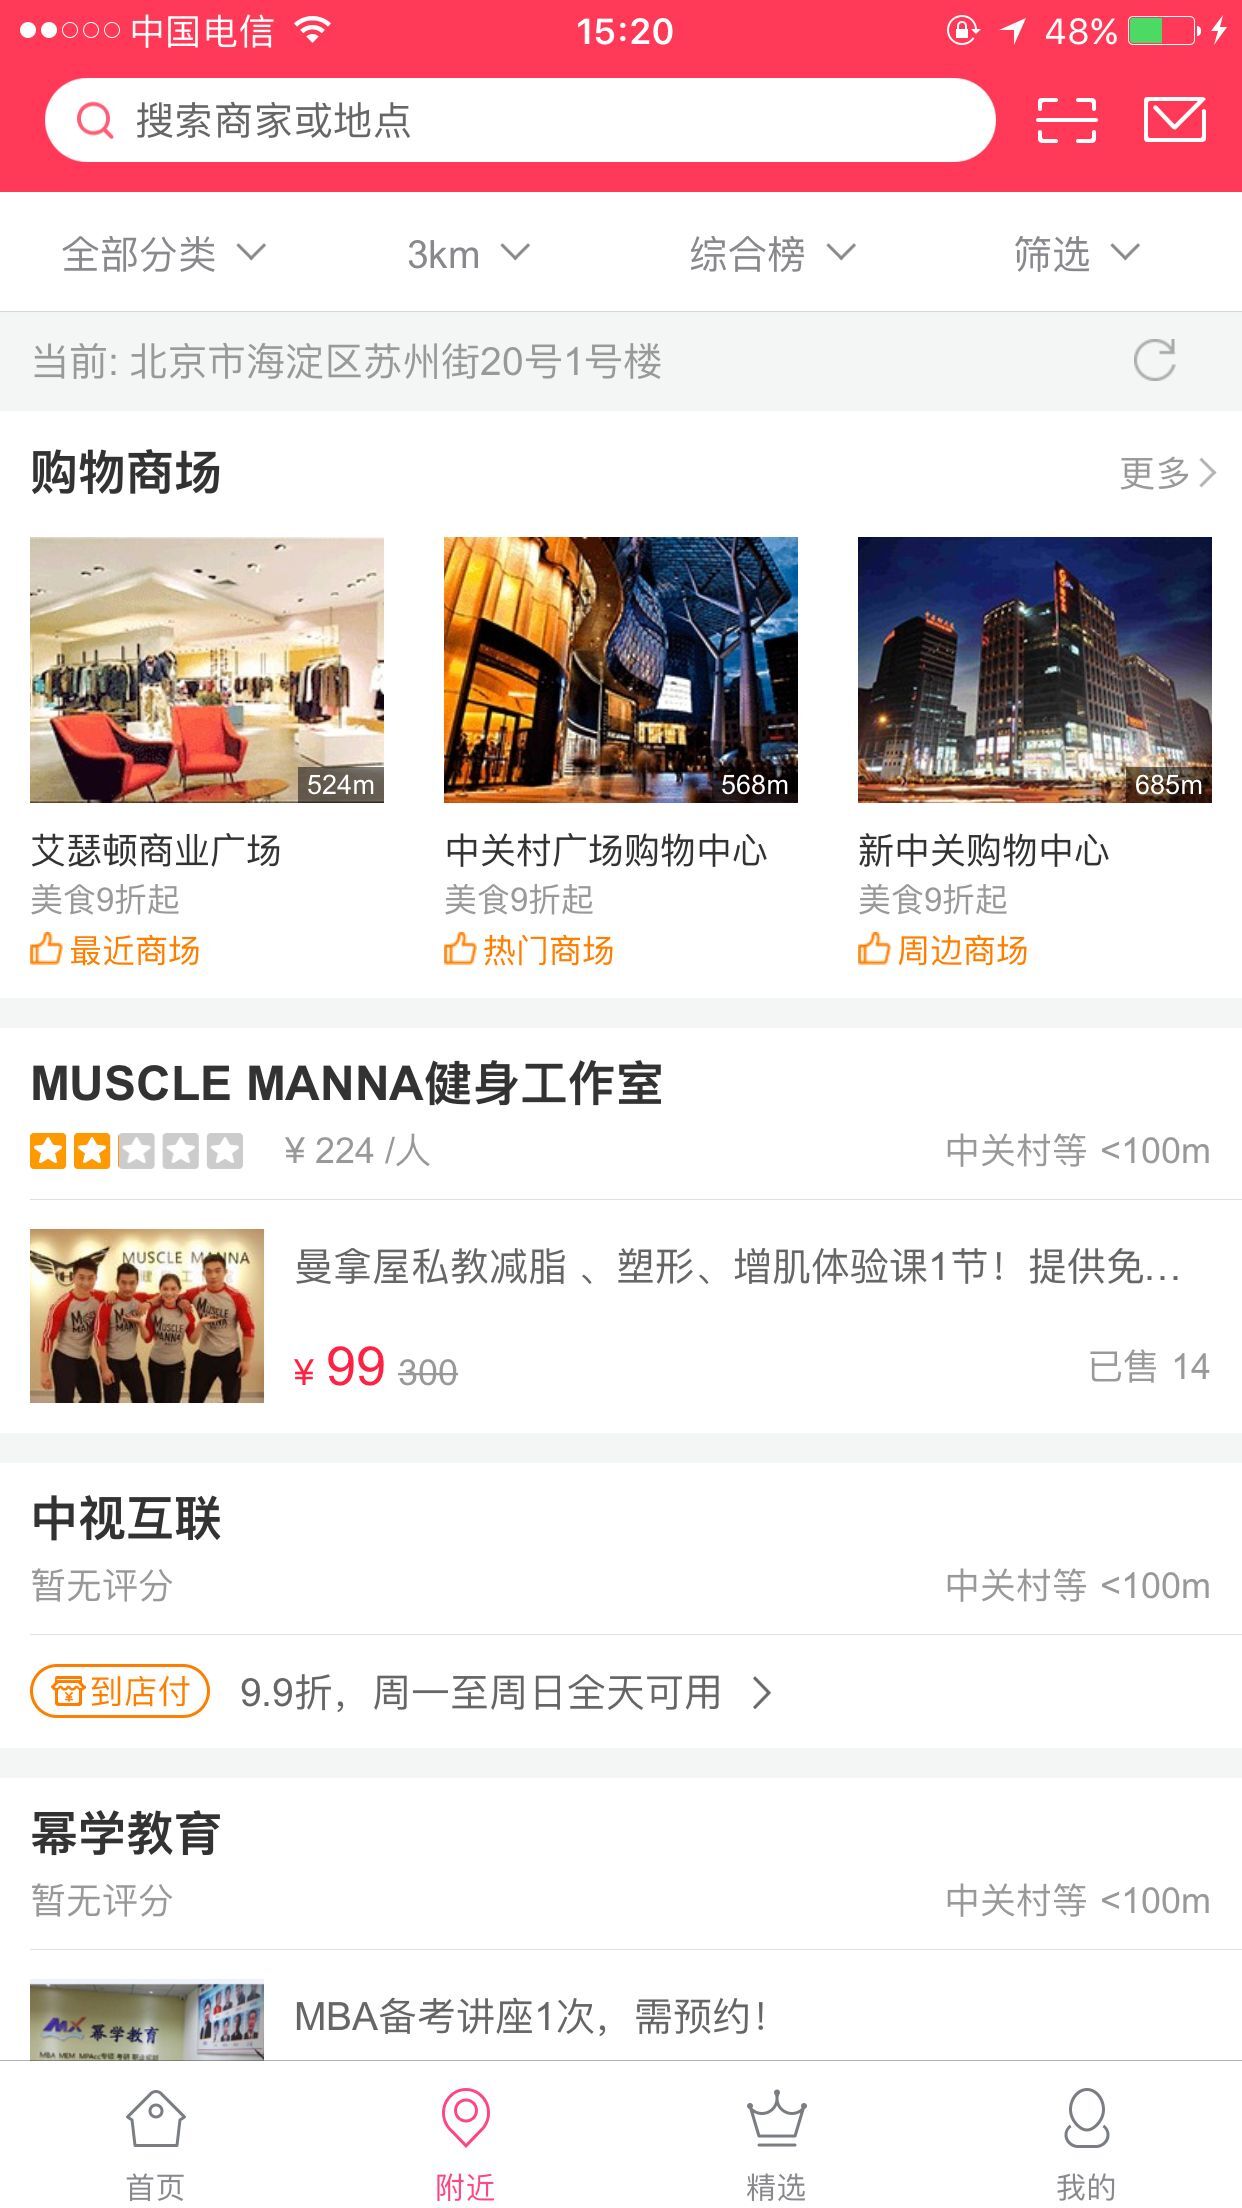 中国电信 15:20 48%
搜索商家或地点
全部分类 3km 综合榜 筛选
当前: 北京市海淀区苏州街20号1号楼
购物商场 更多
524m 568m 685m
艾瑟顿商业广场 中关村广场购物中心 新中关购物中心
美食9折起 美食9折起 美食9折起
最近商场 热门商场 周边商场
MUSCLE MANNA健身工作室
¥ 224 /人 中关村等 <100m
MUSCLE MANNA
曼拿屋私教减脂 、塑形、增肌体验课1节！提供免...
¥ 99 300 已售 14
中视互联
暂无评分 中关村等 <100m
到店付 9.9折，周一至周日全天可用
幂学教育
暂无评分 中关村等 <100m
MX 幂学教育
MBA备考讲座1次，需预约！
首页 附近 精选 我的